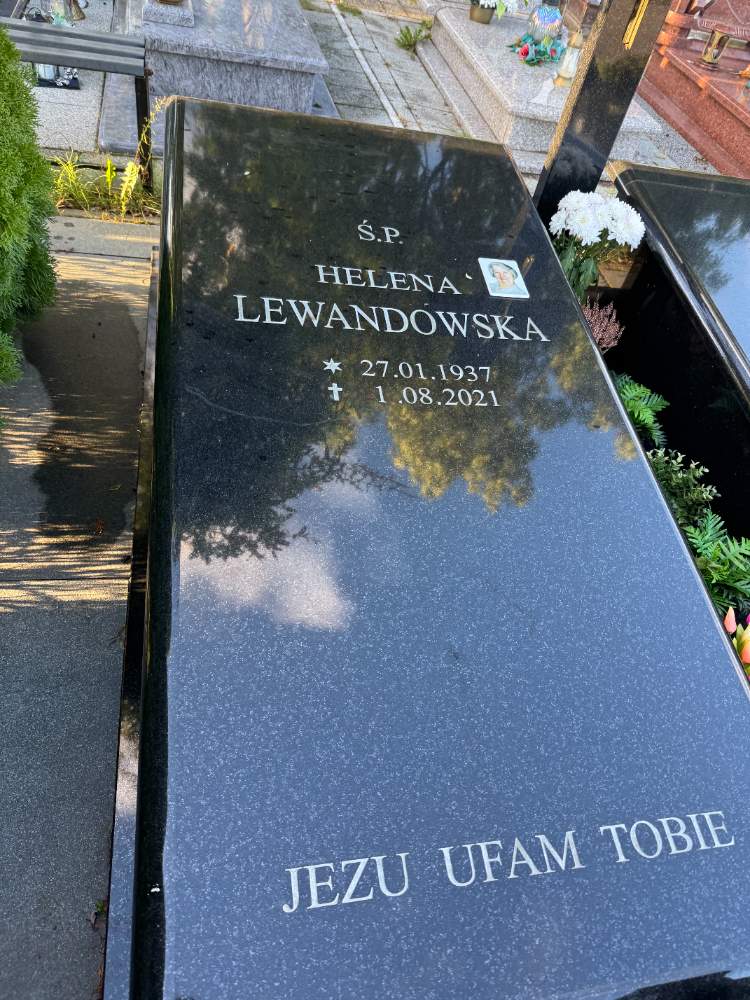 Ś.P.
HELENA
LEWANDOWSKA
✶ 27.01.1937
✝ 1.08.2021
JEZU UFAM TOBIE